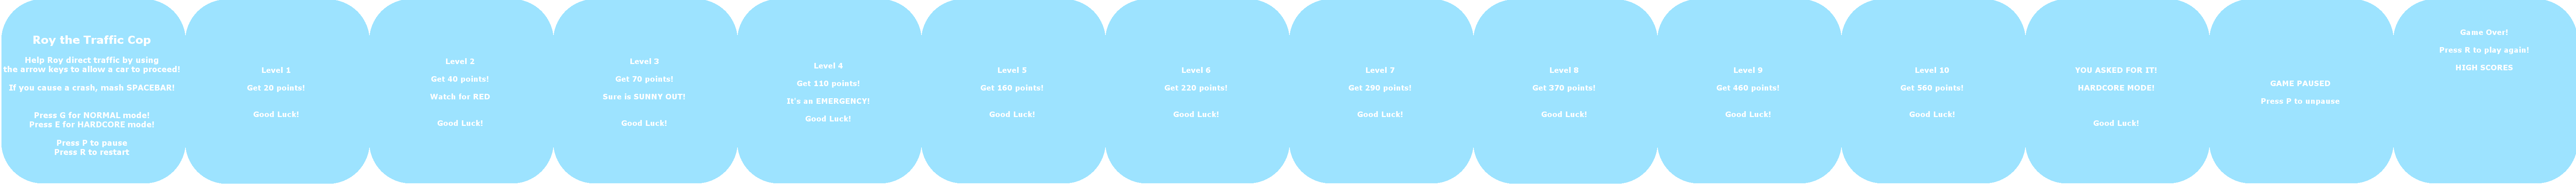 Roy the Traffic Cop
Help Roy direct traffic by using
the arrow keys to allow a car to proceed!
If you cause a crash, mash SPACEBAR!
Press G for NORMAL mode!
Press E for HARDCORE mode!
Press P to pause
Press R to restart
Level 1
Get 20 points!
Good Luck!
Level 2
Get 40 points!
Watch for RED
Good Luck!
Level 3
Get 70 points!
Sure is SUNNY OUT!
Good Luck!
Level 4
Get 110 points!
It's an EMERGENCY!
Good Luck!
Level 5
Get 160 points!
Good Luck!
Level 6
Get 220 points!
Good Luck!
Level 7
Get 290 points!
Good Luck!
Level 8
Get 370 points!
Good Luck!
Level 9
Get 460 points!
Good Luck!
Level 10
Get 560 points!
Good Luck!
YOU ASKED FOR IT!
HARDCORE MODE!
Good Luck!
GAME PAUSED
Press P to unpause
Game Over!
Press R to play again!
HIGH SCORES